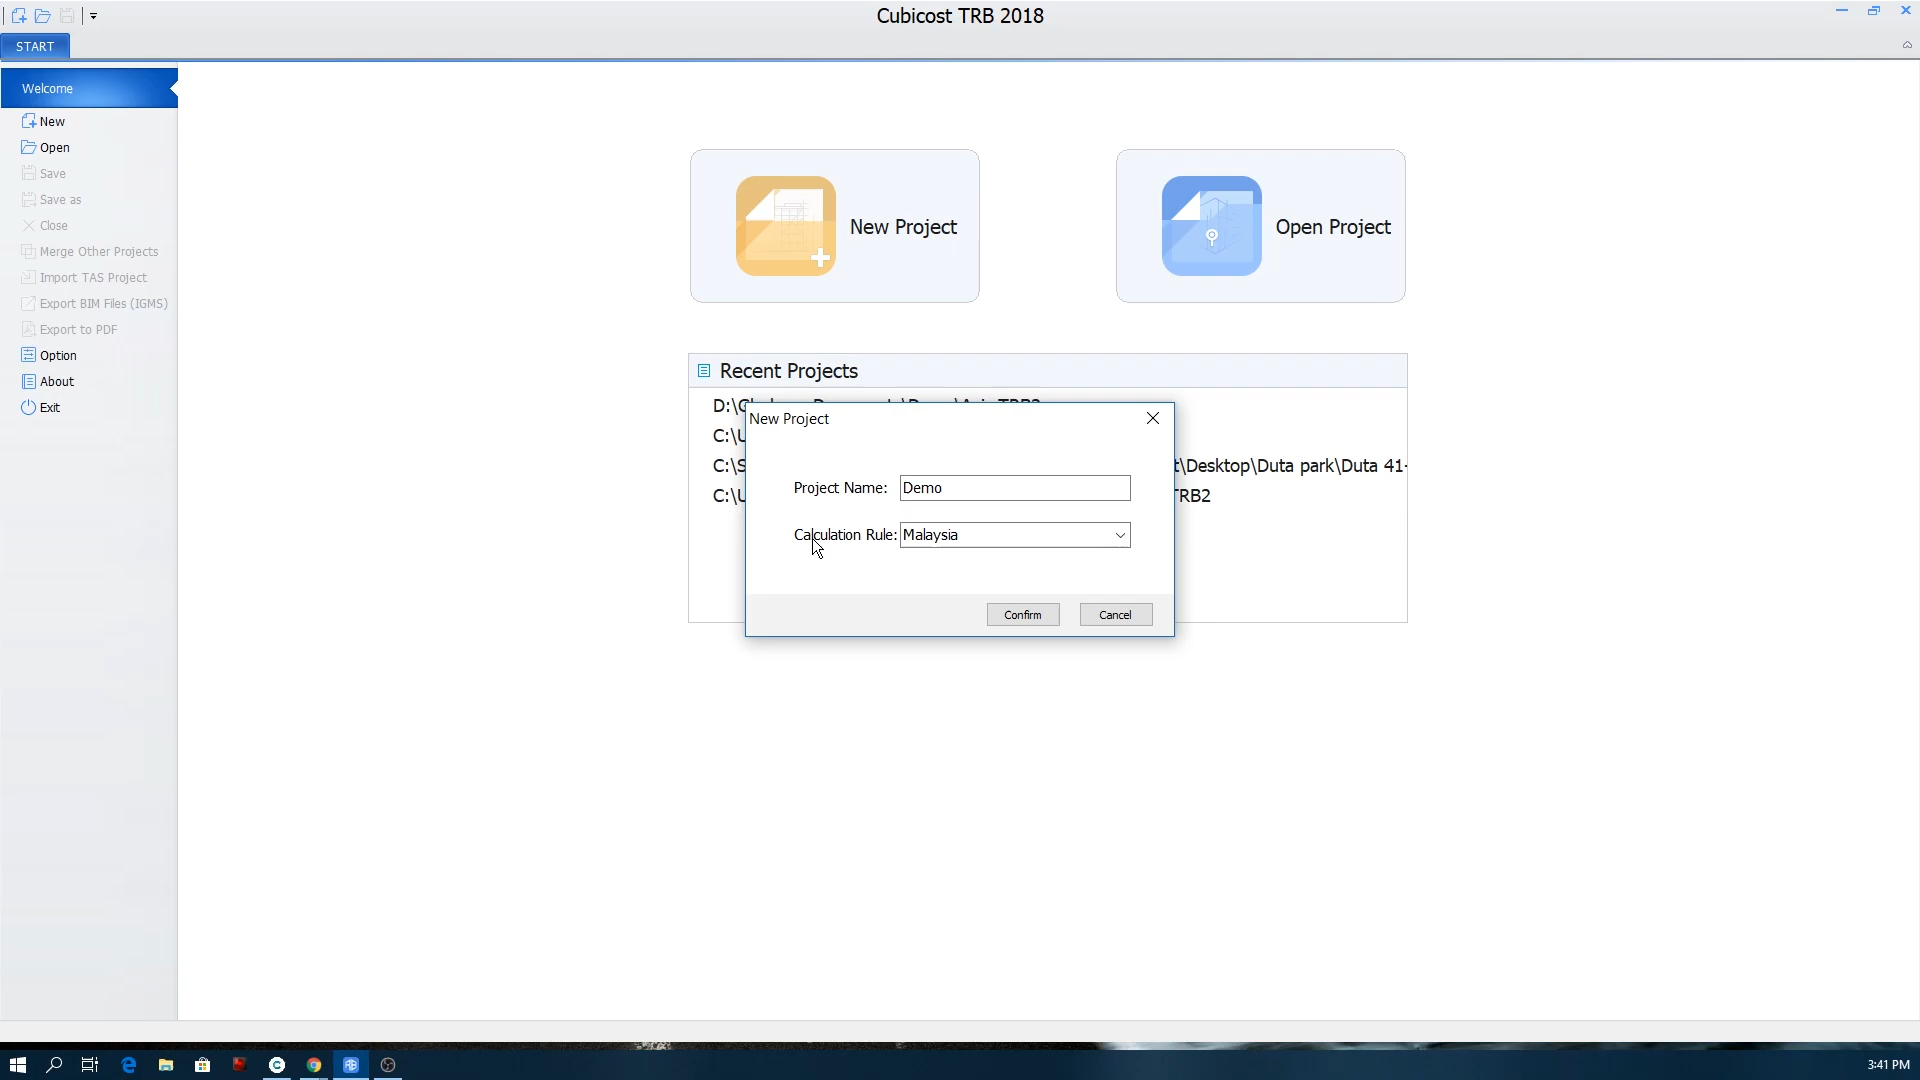 Cubicost TRB 2018
START
Welcome
New
Open
Save
Save as
Close
Merge Other Projects
Import TAS Project
Export BIM Files (IGMS)
Export to PDF
Option
About
Exit
New Project
Open Project
Recent Projects
D:\
C:\
C:\
t\Desktop\Duta park\Duta 41-
C:\
TRB2
New Project
Project Name: Demo
Calculation Rule: Malaysia
Confirm
Cancel
3:41 PM